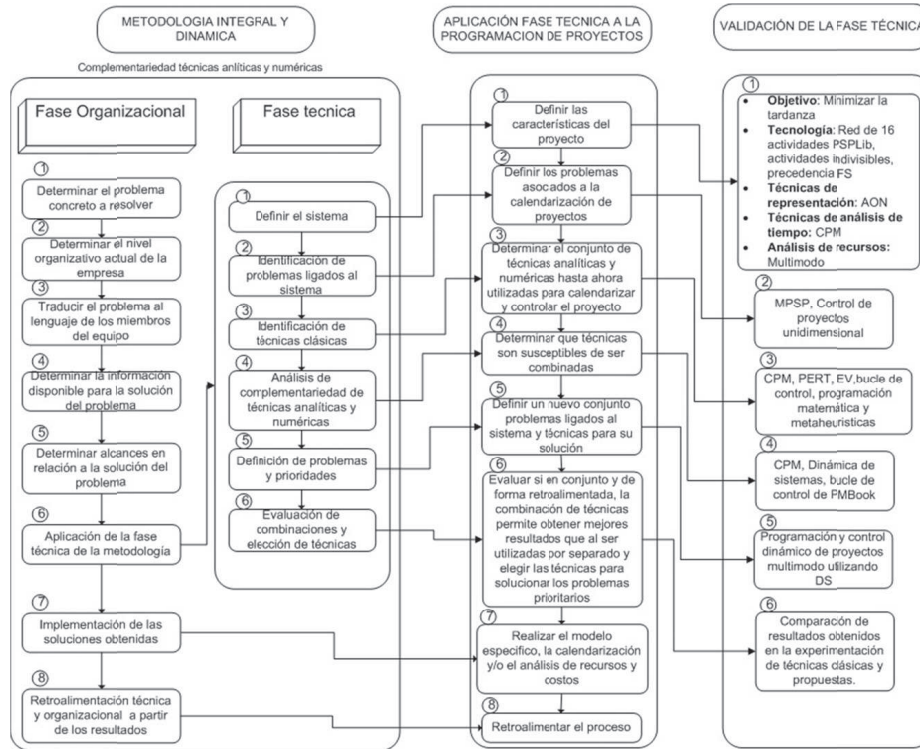 METODOLOGIA INTEGRAL Y
DINAMICA
Complementariedad técnicas anlíticas y numéricas
Fase Organizacional
1
Determinar el problema
concreto a resolver
2
Determinar el nivel
organizativo actual de la
empresa
3
Traducir el problema al
lenguaje de los miembros
del equipo
4
Determinar la información
disponible para la solución
del problema
5
Determinar alcances en
relación a la solución del
problema
6
Aplicación de la fase
técnica de la metodología
7
Implementación de las
soluciones obtenidas
8
Retroalimentación técnica
y organizacional a partir
de los resultados
Fase tecnica
1
Definir el sistema
2
Identificación de
problemas ligados al
sistema
3
Identificación de
técnicas clásicas
4
Análisis de
complementariedad de
técnicas analíticas y
numéricas
5
Definición de problemas
y prioridades
6
Evaluación de
combinaciones y
elección de técnicas
APLICACIÓN FASE TECNICA A LA
PROGRAMACION DE PROYECTOS
1
Definir las
características del
proyecto
2
Definir los problemas
asociados a la
calendarización de
proyectos
3
Determinar el conjunto de
técnicas analíticas y
numéricas hasta ahora
utilizadas para calendarizar
y controlar el proyecto
4
Determinar que técnicas
son susceptibles de ser
combinadas
5
Definir un nuevo conjunto
problemas ligados al
sistema y técnicas para su
solución
6
Evaluar si en conjunto y de
forma retroalimentada, la
combinación de técnicas
permite obtener mejores
resultados que al ser
utilizadas por separado y
elegir las técnicas para
solucionar los problemas
prioritarios
7
Realizar el modelo
especifico, la calendarización
y/o el análisis de recursos y
costos
8
Retroalimentar el proceso
VALIDACIÓN DE LA FASE TÉCNICA
1
• Objetivo: Minimizar la
tardanza
• Tecnología: Red de 16
actividades PSPLib,
actividades indivisibles,
precedencia FS
• Técnicas de
representación: AON
• Técnicas de análisis de
tiempo: CPM
• Análisis de recursos:
Multimodo
2
MPSP, Control de
proyectos
unidimensional
3
CPM, PERT, EV,bucle de
control, programación
matemática y
metaheuristicas
4
CPM, Dinámica de
sistemas, bucle de
control de PMBook
5
Programación y control
dinámico de proyectos
multimodo utilizando
DS
6
Comparación de
resultados obtenidos
en la experimentación
de técnicas clásicas y
propuestas.